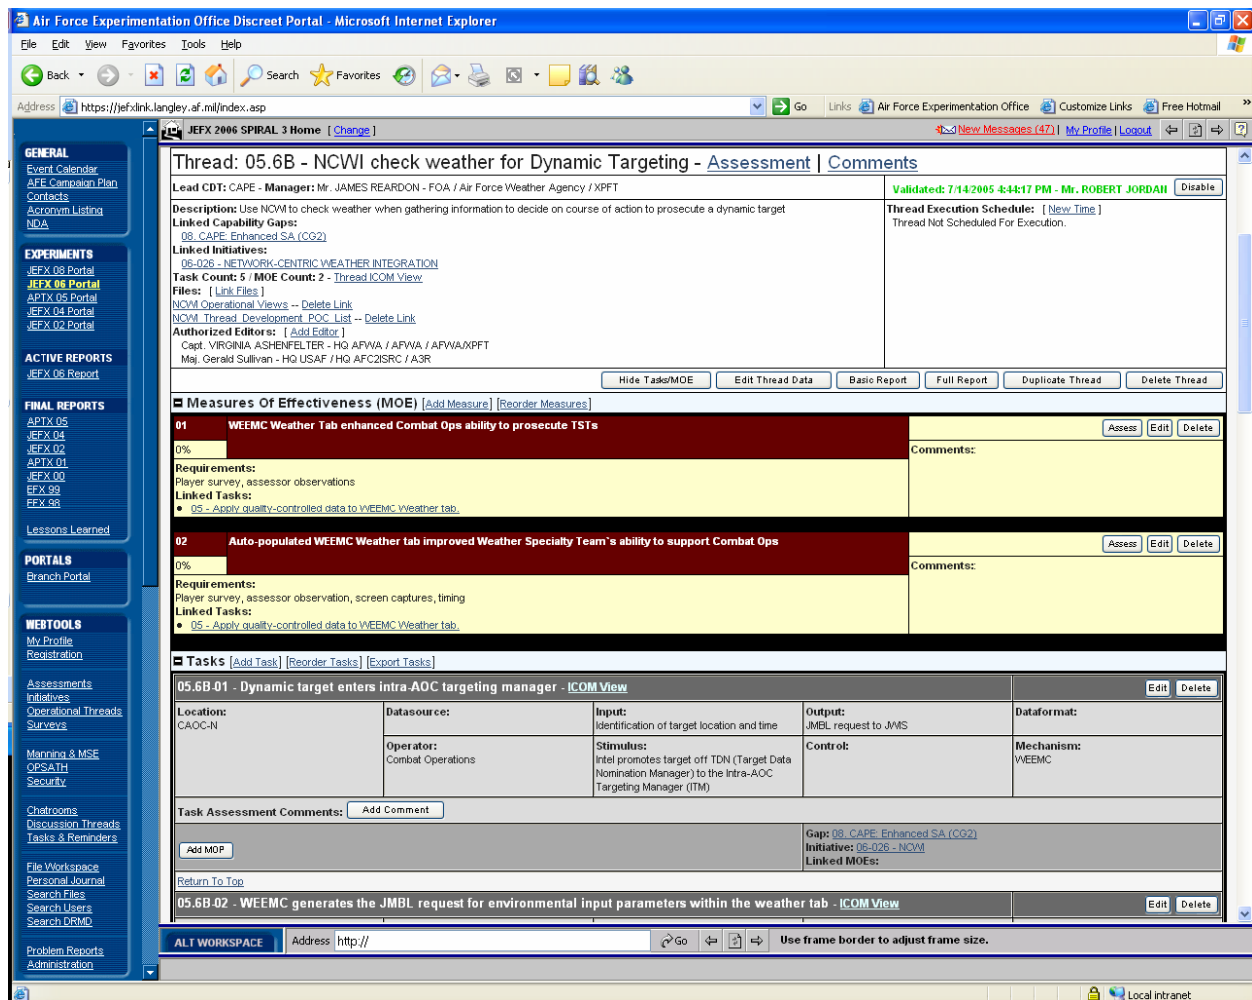 Air Force Experimentation Office Discreet Portal - Microsoft Internet Explorer
File Edit View Favorites Tools Help
Back Search Favorites
Address https://jefxlink.langley.af.mil/index.asp Go Links Air Force Experimentation Office Customize Links Free Hotmail »
JEFX 2006 SPIRAL 3 Home [ Change ] New Messages (47) | My Profile | Logout
GENERAL
Event Calendar
AFE Campaign Plan
Contacts
Acronym Listing
NDA
EXPERIMENTS
JEFX 08 Portal
JEFX 06 Portal
APTX 05 Portal
JEFX 04 Portal
JEFX 02 Portal
ACTIVE REPORTS
JEFX 06 Report
FINAL REPORTS
APTX 05
JEFX 04
JEFX 02
APTX 01
JEFX 00
EFX 99
EFX 98
Lessons Learned
PORTALS
Branch Portal
WEBTOOLS
My Profile
Registration
Assessments
Initiatives
Operational Threads
Surveys
Manning & MSE
OPSATH
Security
Chatrooms
Discussion Threads
Tasks & Reminders
File Workspace
Personal Journal
Search Files
Search Users
Search DRMD
Problem Reports
Administration
Thread: 05.6B - NCWI check weather for Dynamic Targeting - Assessment | Comments
Lead CDT: CAPE - Manager: Mr. JAMES REARDON - FOA / Air Force Weather Agency / XPFT
Validated: 7/14/2005 4:44:17 PM - Mr. ROBERT JORDAN Disable
Description: Use NCWI to check weather when gathering information to decide on course of action to prosecute a dynamic target
Linked Capability Gaps:
08. CAPE: Enhanced SA (CG2)
Linked Initiatives:
06-026 - NETWORK-CENTRIC WEATHER INTEGRATION
Task Count: 5 / MOE Count: 2 - Thread ICOM View
Files: [ Link Files ]
NCWI Operational Views -- Delete Link
NCWI_Thread_Development_POC_List -- Delete Link
Authorized Editors: [ Add Editor ]
Capt. VIRGINIA ASHENFELTER - HQ AFWA / AFWA / AFWA/XPFT
Maj. Gerald Sullivan - HQ USAF / HQ AFC2ISRC / A3R
Thread Execution Schedule: [ New Time ]
Thread Not Scheduled For Execution.
Hide Tasks/MOE Edit Thread Data Basic Report Full Report Duplicate Thread Delete Thread
Measures Of Effectiveness (MOE) [Add Measure] [Reorder Measures]
01 WEEMC Weather Tab enhanced Combat Ops ability to prosecute TSTs Assess Edit Delete
0% Comments:
Requirements:
Player survey, assessor observations
Linked Tasks:
05 - Apply quality-controlled data to WEEMC Weather tab.
02 Auto-populated WEEMC Weather tab improved Weather Specialty Team`s ability to support Combat Ops Assess Edit Delete
0% Comments:
Requirements:
Player survey, assessor observation, screen captures, timing
Linked Tasks:
05 - Apply quality-controlled data to WEEMC Weather tab.
Tasks [Add Task] [Reorder Tasks] [Export Tasks]
05.6B-01 - Dynamic target enters intra-AOC targeting manager - ICOM View Edit Delete
Location:
CAOC-N
Datasource:
Input:
Identification of target location and time
Output:
JMBL request to JWIS
Dataformat:
Operator:
Combat Operations
Stimulus:
Intel promotes target off TDN (Target Data
Nomination Manager) to the Intra-AOC
Targeting Manager (ITM)
Control:
Mechanism:
WEEMC
Task Assessment Comments: Add Comment
Add MOP
Gap: 08. CAPE: Enhanced SA (CG2)
Initiative: 06-026 - NCWI
Linked MOEs:
Return To Top
05.6B-02 - WEEMC generates the JMBL request for environmental input parameters within the weather tab - ICOM View Edit Delete
ALT WORKSPACE Address http:// Go Use frame border to adjust frame size.
Local intranet